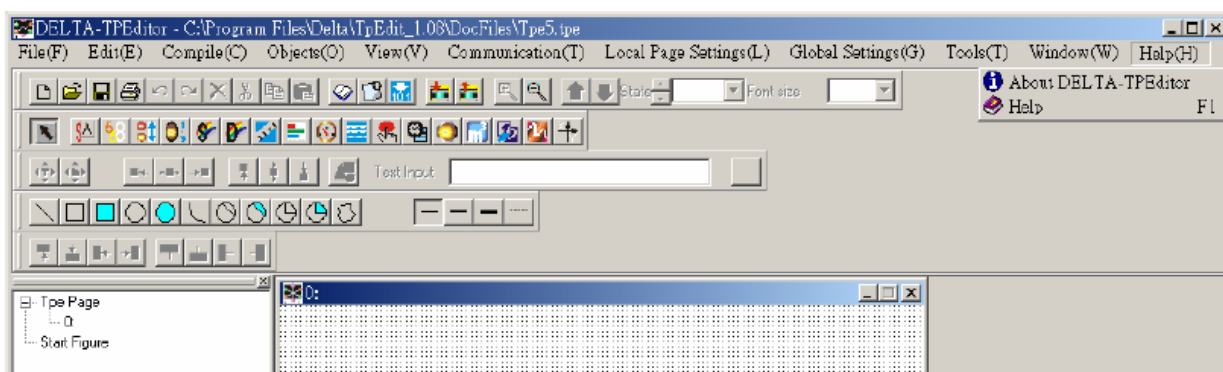 DELTA-TPEditor - C:\Program Files\Delta\TpEdit_1.08\DocFiles\Tpe5.tpe
File(F) Edit(E) Compile(C) Objects(O) View(V) Communication(T) Local Page Settings(L) Global Settings(G) Tools(T) Window(W) Help(H)
About DELTA-TPEditor
Help F1
State Font size
Text Input
Tpe Page
0:
Start Figure
0: